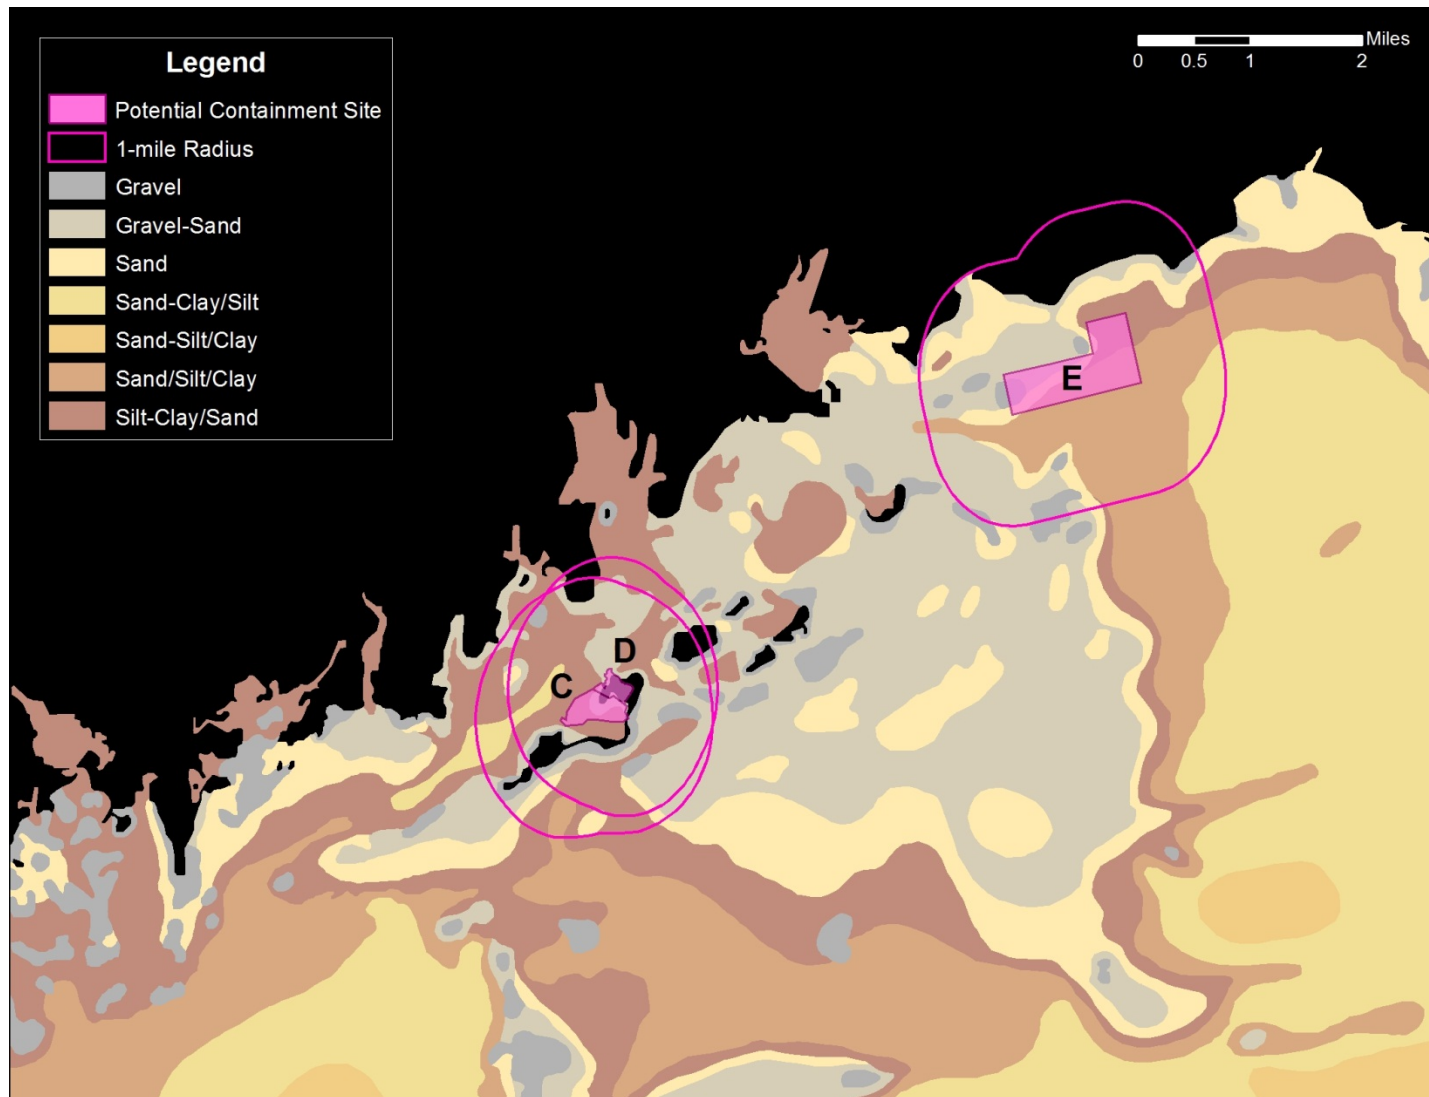 Legend
Potential Containment Site
1-mile Radius
Gravel
Gravel-Sand
Sand
Sand-Clay/Silt
Sand-Silt/Clay
Sand/Silt/Clay
Silt-Clay/Sand
Miles
0 0.5 1 2
E
D
C